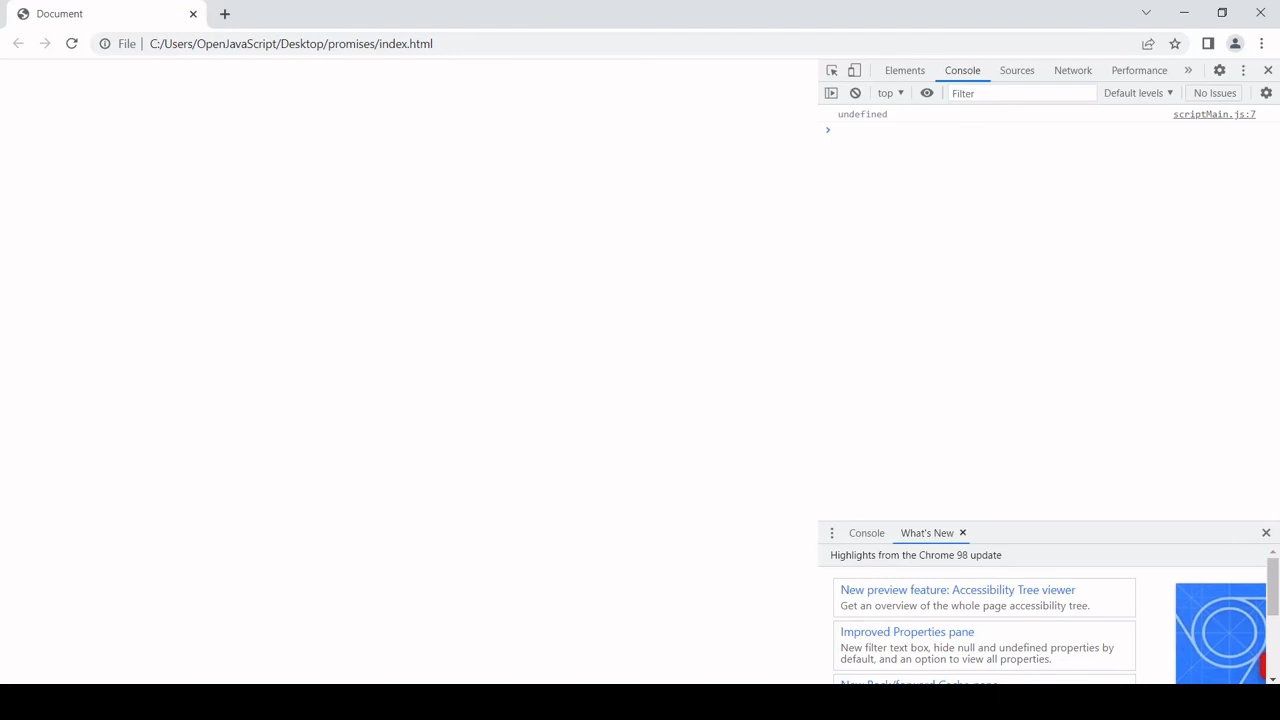 Document
File C:/Users/OpenJavaScript/Desktop/promises/index.html
Elements Console Sources Network Performance »
top Filter Default levels No Issues
undefined scriptMain.js:7
Console What's New
Highlights from the Chrome 98 update
New preview feature: Accessibility Tree viewer
Get an overview of the whole page accessibility tree.
Improved Properties pane
New filter text box, hide null and undefined properties by
default, and an option to view all properties.